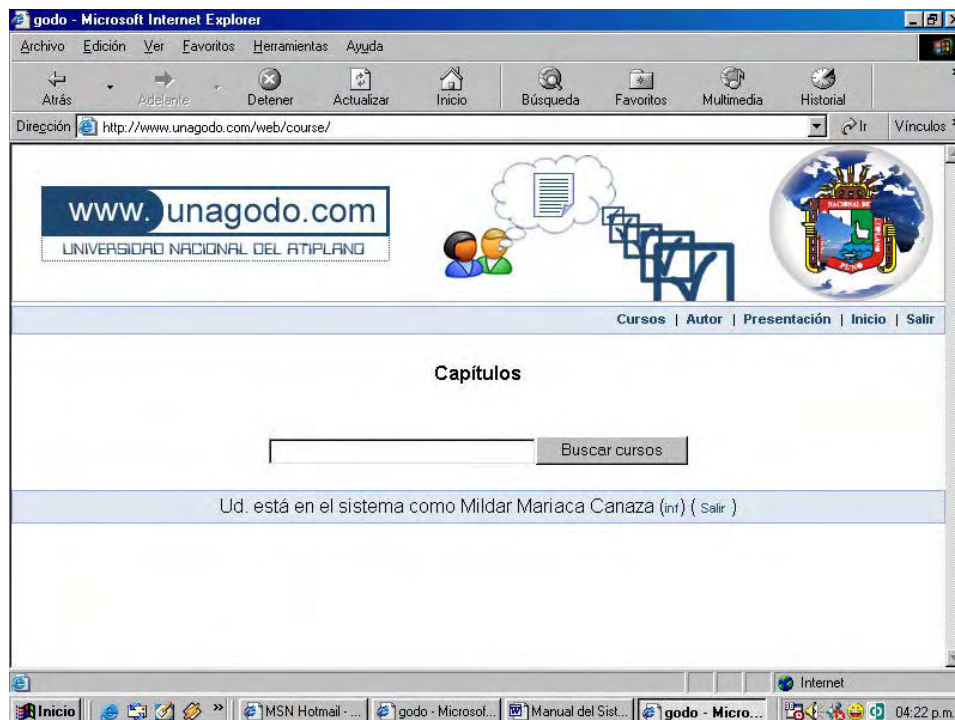 godo - Microsoft Internet Explorer
Archivo Edición Ver Favoritos Herramientas Ayuda
Atrás Adelante Detener Actualizar Inicio Búsqueda Favoritos Multimedia Historial
Dirección http://www.unagodo.com/web/course/ Ir Vínculos
www.unagodo.com
UNIVERSIDAD NACIONAL DEL ATIPLANO
NACIONAL DE
PUNO
Cursos | Autor | Presentación | Inicio | Salir
Capítulos
Buscar cursos
Ud. está en el sistema como Mildar Mariaca Canaza (inf) ( Salir )
Internet
Inicio » MSN Hotmail - ... godo - Microsof... Manual del Sist... godo - Micro... 04:22 p.m.